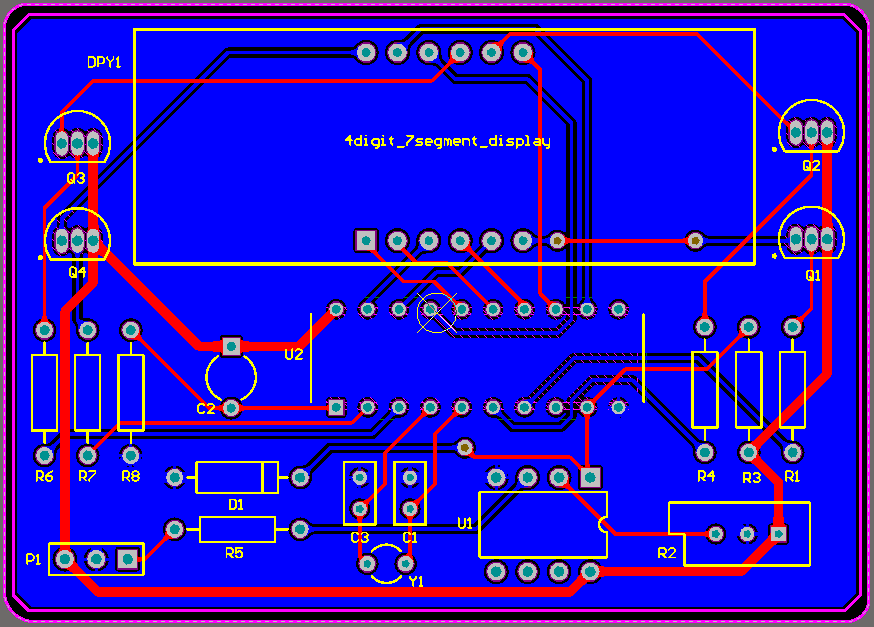 DPY1
4digit_7segment_display
Q3
Q2
Q4
Q1
U2
C2
R6
R7
R8
R4
R3
R1
D1
C3
C1
U1
R5
R2
P1
Y1